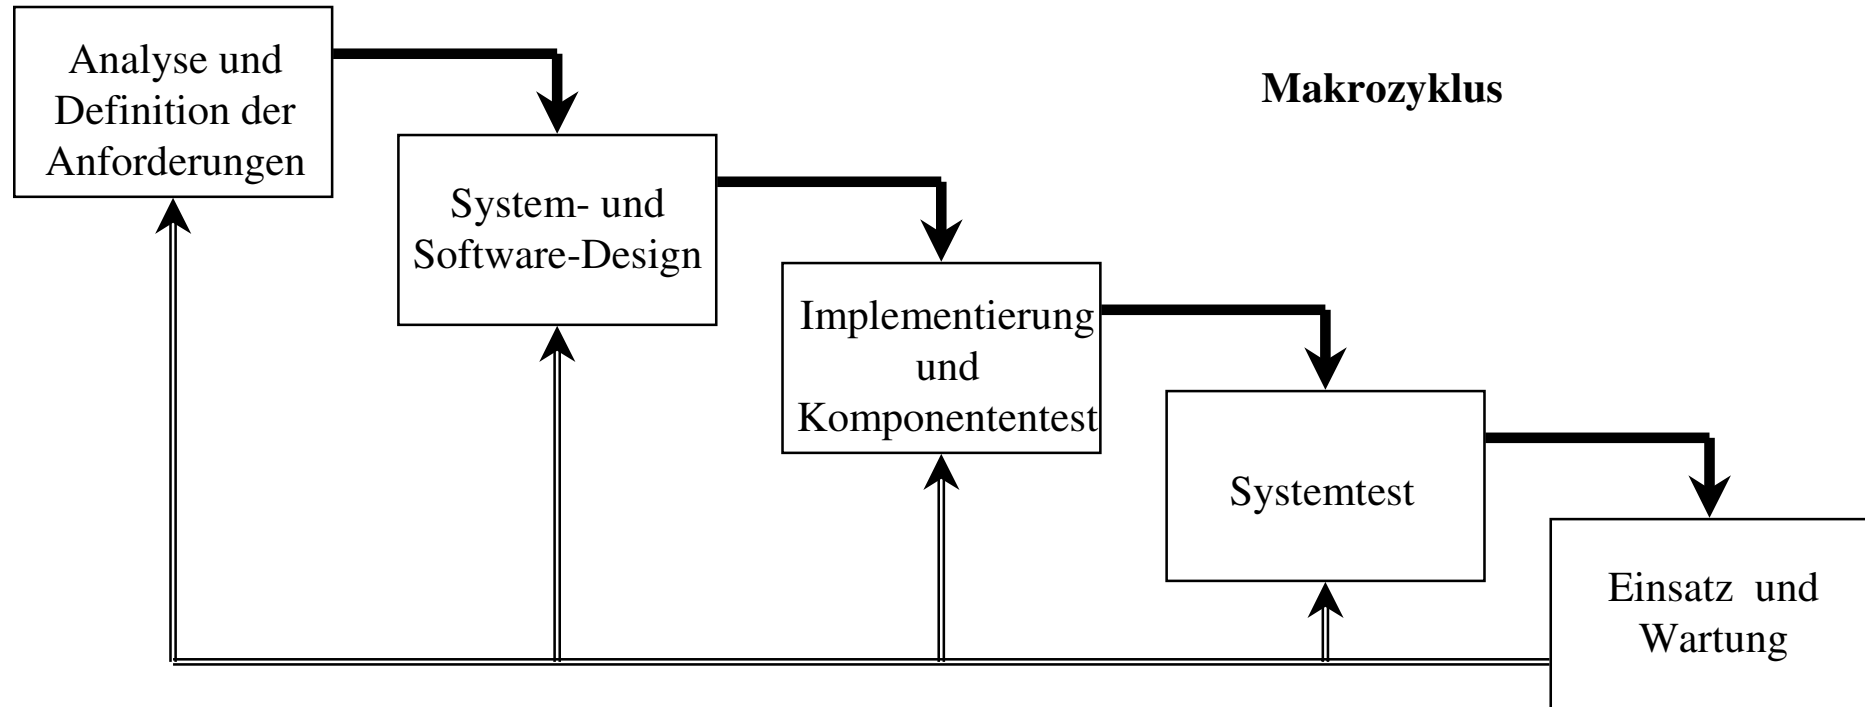 Analyse und
Definition der
Anforderungen
Makrozyklus
System- und
Software-Design
Implementierung
und
Komponententest
Systemtest
Einsatz und
Wartung